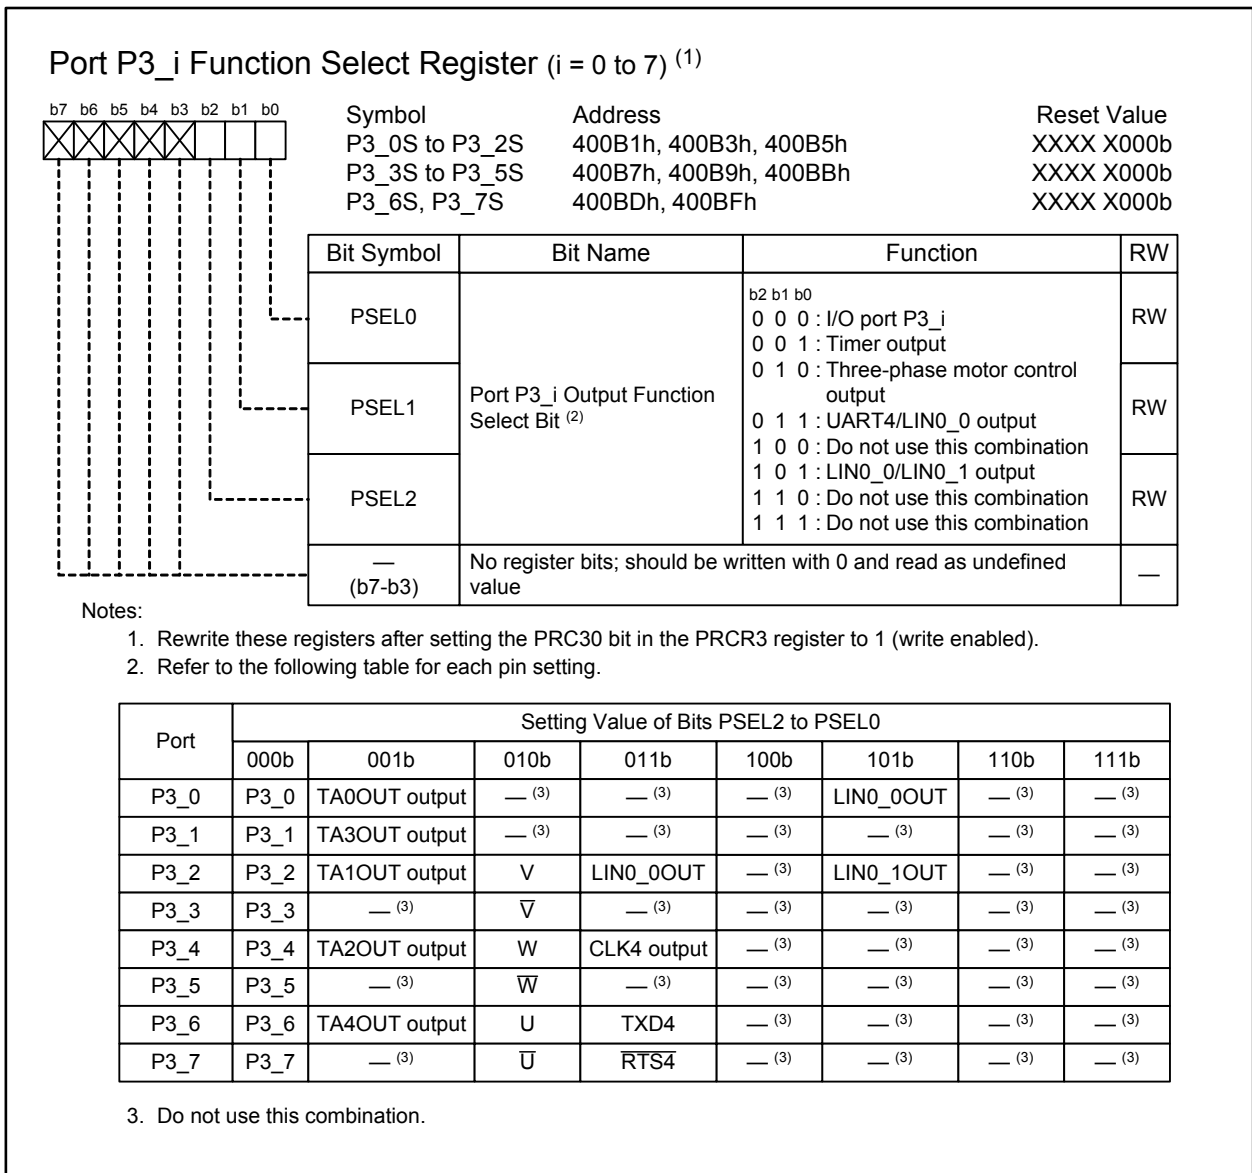 Port P3_i Function Select Register (i = 0 to 7) (1)
b7 b6 b5 b4 b3 b2 b1 b0
Symbol Address Reset Value
P3_0S to P3_2S 400B1h, 400B3h, 400B5h XXXX X000b
P3_3S to P3_5S 400B7h, 400B9h, 400BBh XXXX X000b
P3_6S, P3_7S 400BDh, 400BFh XXXX X000b
Bit Symbol Bit Name Function RW
PSEL0 RW
PSEL1 RW
PSEL2 RW
Port P3_i Output Function
Select Bit (2)
b2 b1 b0
0 0 0 : I/O port P3_i
0 0 1 : Timer output
0 1 0 : Three-phase motor control
output
0 1 1 : UART4/LIN0_0 output
1 0 0 : Do not use this combination
1 0 1 : LIN0_0/LIN0_1 output
1 1 0 : Do not use this combination
1 1 1 : Do not use this combination
—
(b7-b3)
No register bits; should be written with 0 and read as undefined
value
—
Notes:
1. Rewrite these registers after setting the PRC30 bit in the PRCR3 register to 1 (write enabled).
2. Refer to the following table for each pin setting.
Port Setting Value of Bits PSEL2 to PSEL0
000b 001b 010b 011b 100b 101b 110b 111b
P3_0 P3_0 TA0OUT output — (3) — (3) — (3) LIN0_0OUT — (3) — (3)
P3_1 P3_1 TA3OUT output — (3) — (3) — (3) — (3) — (3) — (3)
P3_2 P3_2 TA1OUT output V LIN0_0OUT — (3) LIN0_1OUT — (3) — (3)
P3_3 P3_3 — (3) V̅ — (3) — (3) — (3) — (3) — (3)
P3_4 P3_4 TA2OUT output W CLK4 output — (3) — (3) — (3) — (3)
P3_5 P3_5 — (3) W̅ — (3) — (3) — (3) — (3) — (3)
P3_6 P3_6 TA4OUT output U TXD4 — (3) — (3) — (3) — (3)
P3_7 P3_7 — (3) U̅ R̅T̅S̅4̅ — (3) — (3) — (3) — (3)
3. Do not use this combination.